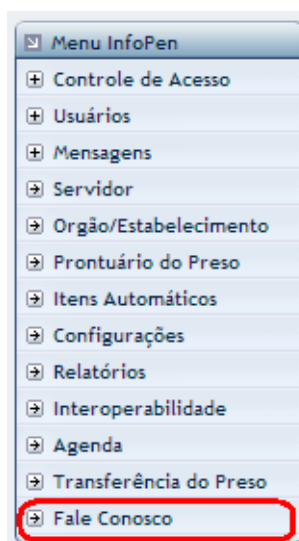 Menu InfoPen
Controle de Acesso
Usuários
Mensagens
Servidor
Orgão/Estabelecimento
Prontuário do Preso
Itens Automáticos
Configurações
Relatórios
Interoperabilidade
Agenda
Transferência do Preso
Fale Conosco